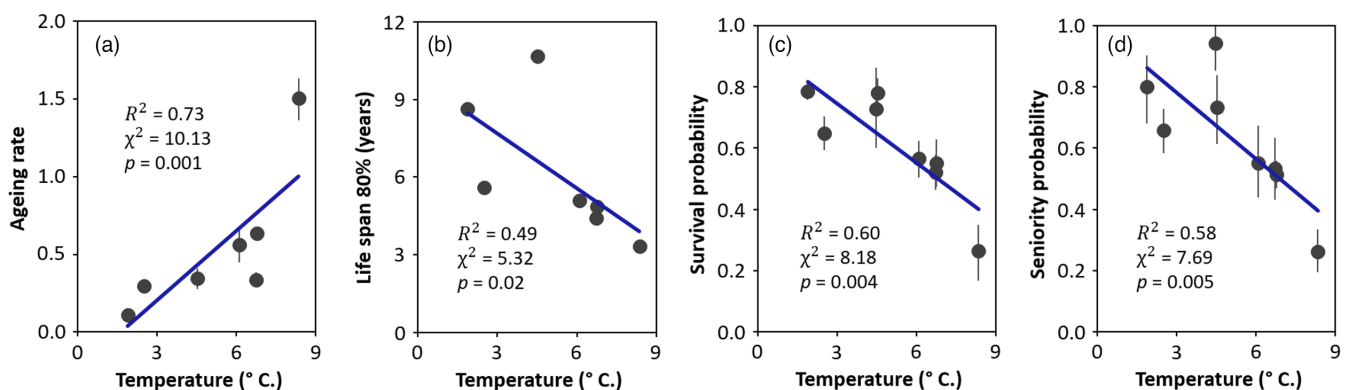 (a)
Ageing rate
2.0
1.5
1.0
0.5
0.0
R² = 0.73
χ² = 10.13
p = 0.001
0 3 6 9
Temperature (° C.)
(b)
Life span 80% (years)
12
9
6
3
0
R² = 0.49
χ² = 5.32
p = 0.02
0 3 6 9
Temperature (° C.)
(c)
Survival probability
1.0
0.8
0.6
0.4
0.2
0.0
R² = 0.60
χ² = 8.18
p = 0.004
0 3 6 9
Temperature (° C.)
(d)
Seniority probability
1.0
0.8
0.6
0.4
0.2
0.0
R² = 0.58
χ² = 7.69
p = 0.005
0 3 6 9
Temperature (° C.)